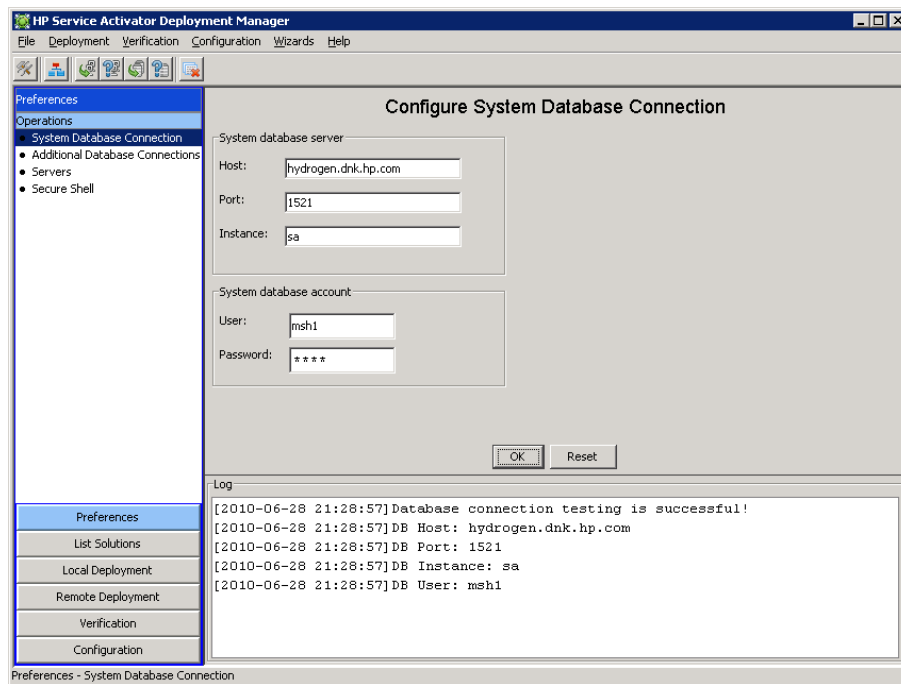 HP Service Activator Deployment Manager
File Deployment Verification Configuration Wizards Help
Preferences
Operations
System Database Connection
Additional Database Connections
Servers
Secure Shell
Configure System Database Connection
System database server
Host: hydrogen.dnk.hp.com
Port: 1521
Instance: sa
System database account
User: msh1
Password: ****
OK Reset
Preferences
List Solutions
Local Deployment
Remote Deployment
Verification
Configuration
Log
[2010-06-28 21:28:57]Database connection testing is successful!
[2010-06-28 21:28:57]DB Host: hydrogen.dnk.hp.com
[2010-06-28 21:28:57]DB Port: 1521
[2010-06-28 21:28:57]DB Instance: sa
[2010-06-28 21:28:57]DB User: msh1
Preferences - System Database Connection